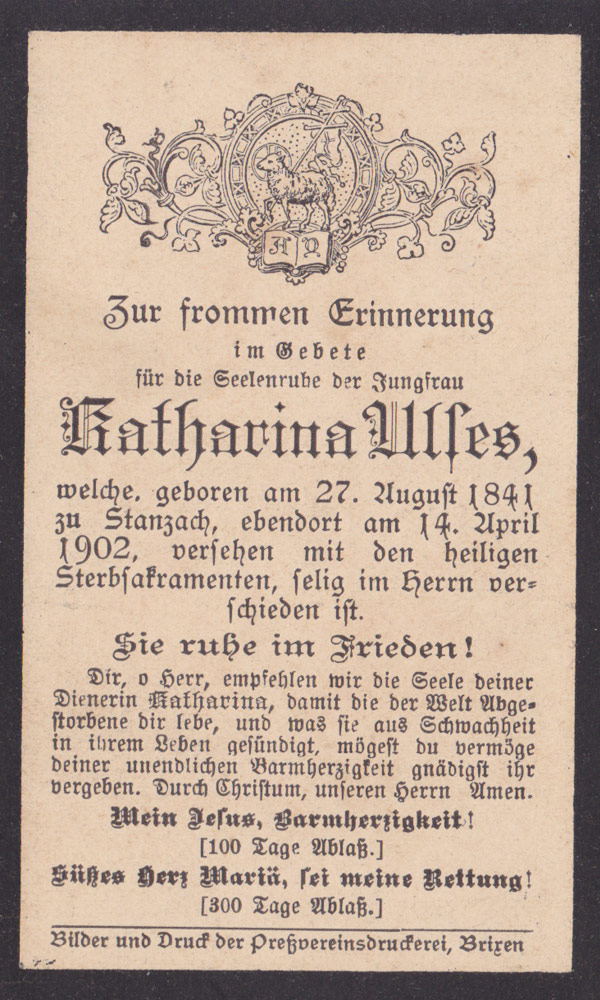 A Ω
Zur frommen Erinnerung
im Gebete
für die Seelenruhe der Jungfrau
Katharina Ulses,
welche, geboren am 27. August 1841
zu Stanzach, ebendort am 14. April
1902, versehen mit den heiligen
Sterbsakramenten, selig im Herrn ver-
schieden ist.
Sie ruhe im Frieden!
Dir, o Herr, empfehlen wir die Seele deiner
Dienerin Katharina, damit die der Welt Abge-
storbene dir lebe, und was sie aus Schwachheit
in ihrem Leben gesündigt, mögest du vermöge
deiner unendlichen Barmherzigkeit gnädigst ihr
vergeben. Durch Christum, unseren Herrn Amen.
Mein Jesus, Barmherzigkeit!
[100 Tage Ablaß.]
Süßes Herz Mariä, sei meine Rettung!
[300 Tage Ablaß.]
Bilder und Druck der Preßvereinsdruckerei, Brixen